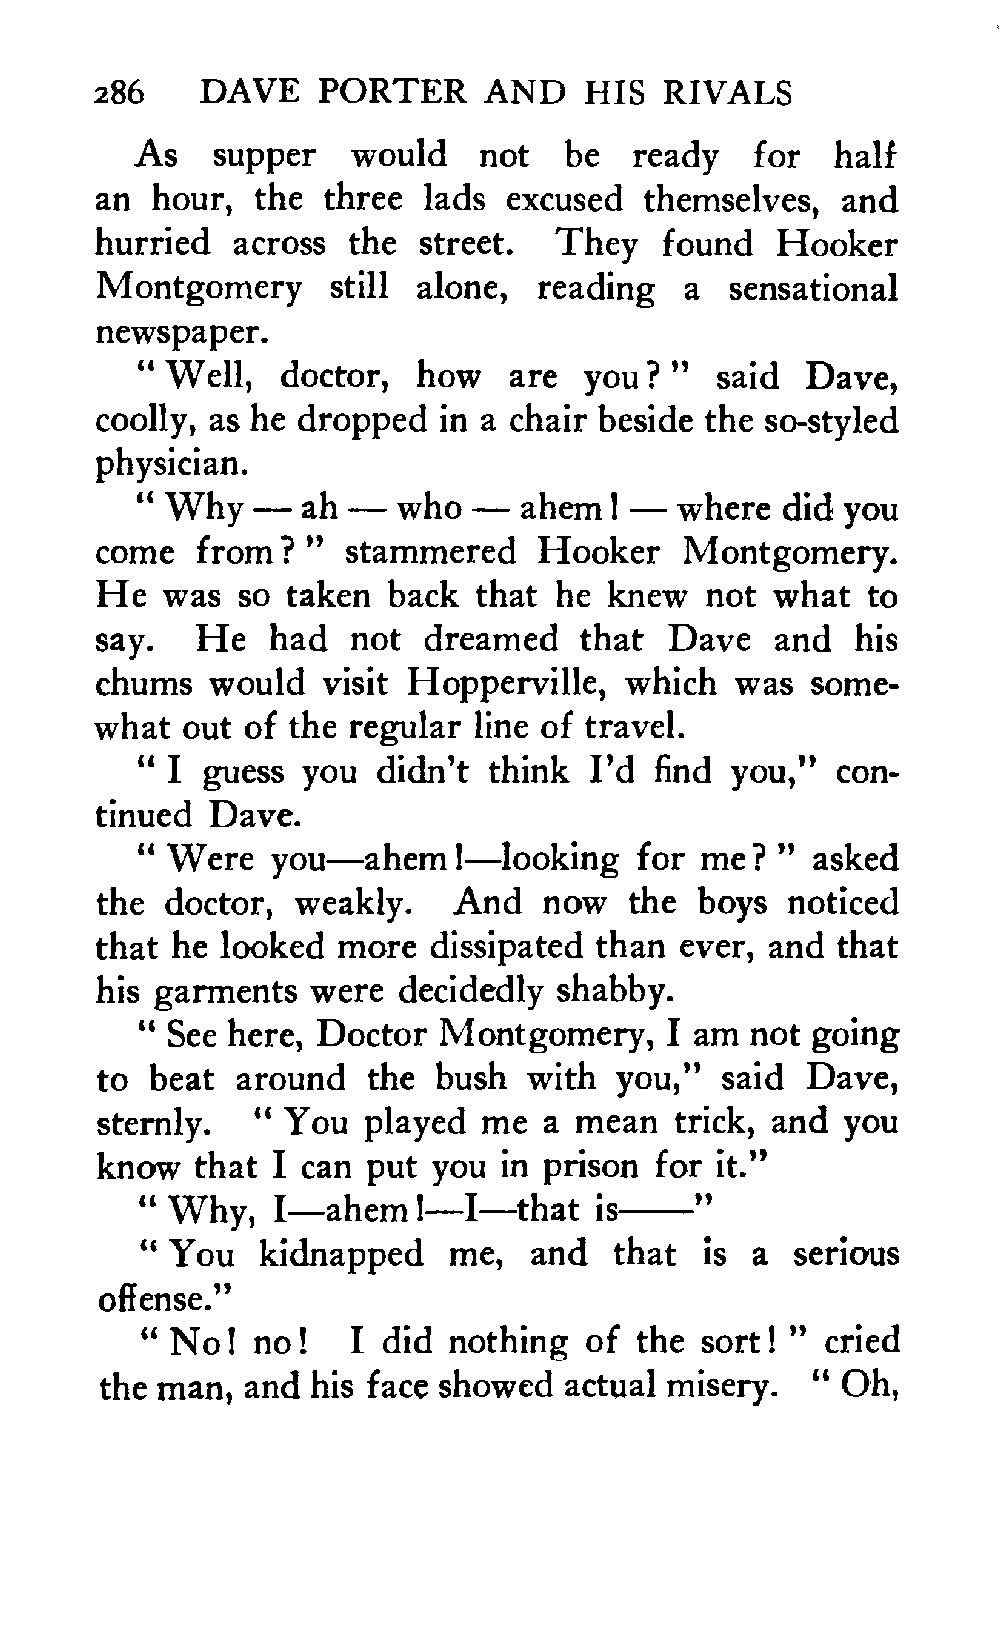 286 DAVE PORTER AND HIS RIVALS
As supper would not be ready for half
an hour, the three lads excused themselves, and
hurried across the street. They found Hooker
Montgomery still alone, reading a sensational
newspaper.
“ Well, doctor, how are you? ” said Dave,
coolly, as he dropped in a chair beside the so-styled
physician.
“ Why — ah — who — ahem! — where did you
come from? ” stammered Hooker Montgomery.
He was so taken back that he knew not what to
say. He had not dreamed that Dave and his
chums would visit Hopperville, which was some-
what out of the regular line of travel.
“ I guess you didn’t think I’d find you,” con-
tinued Dave.
“ Were you—ahem!—looking for me? ” asked
the doctor, weakly. And now the boys noticed
that he looked more dissipated than ever, and that
his garments were decidedly shabby.
“ See here, Doctor Montgomery, I am not going
to beat around the bush with you,” said Dave,
sternly. “ You played me a mean trick, and you
know that I can put you in prison for it.”
“ Why, I—ahem!—I—that is——”
“ You kidnapped me, and that is a serious
offense.”
“ No! no! I did nothing of the sort! ” cried
the man, and his face showed actual misery. “ Oh,